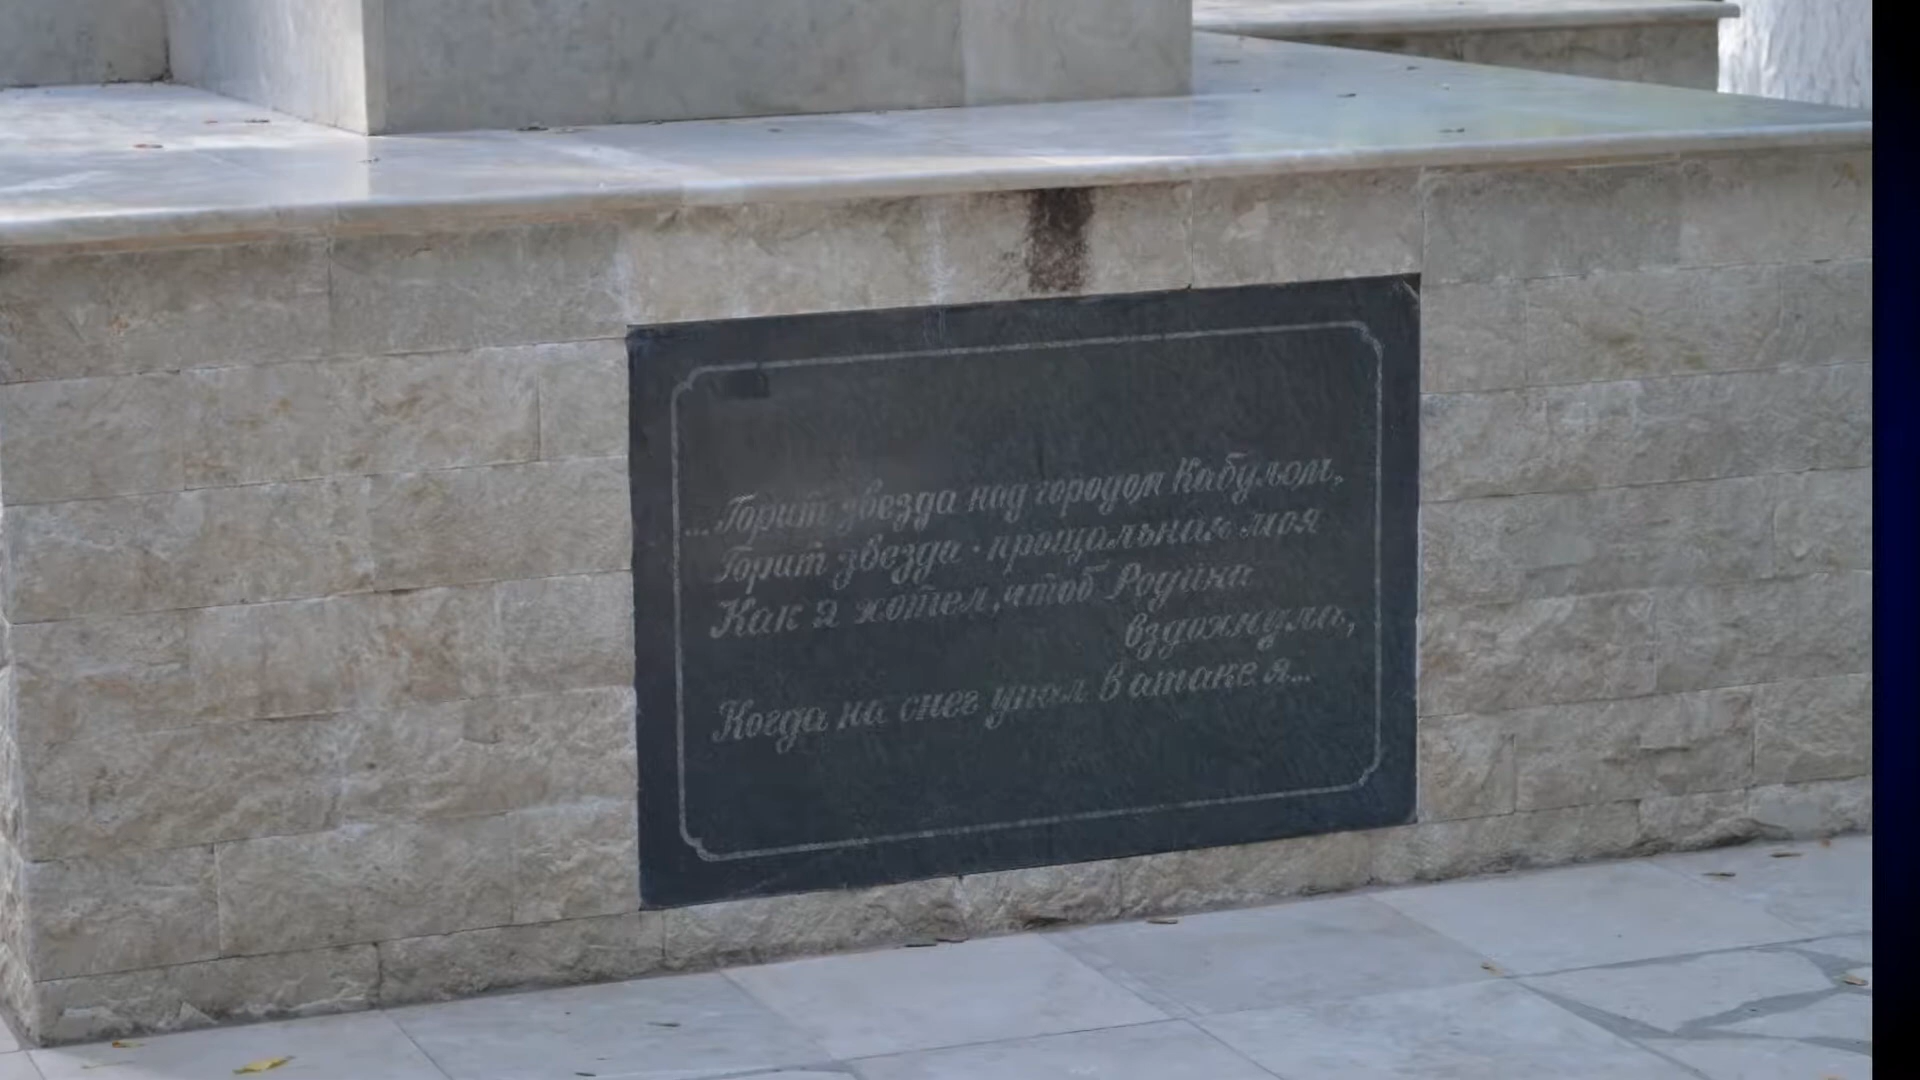 ...Горит звезда над городом Кабулом,
Горит звезда - прощальная моя
Как я хотел, чтоб Родина
вздохнула,
Когда на снег упал в атаке я...